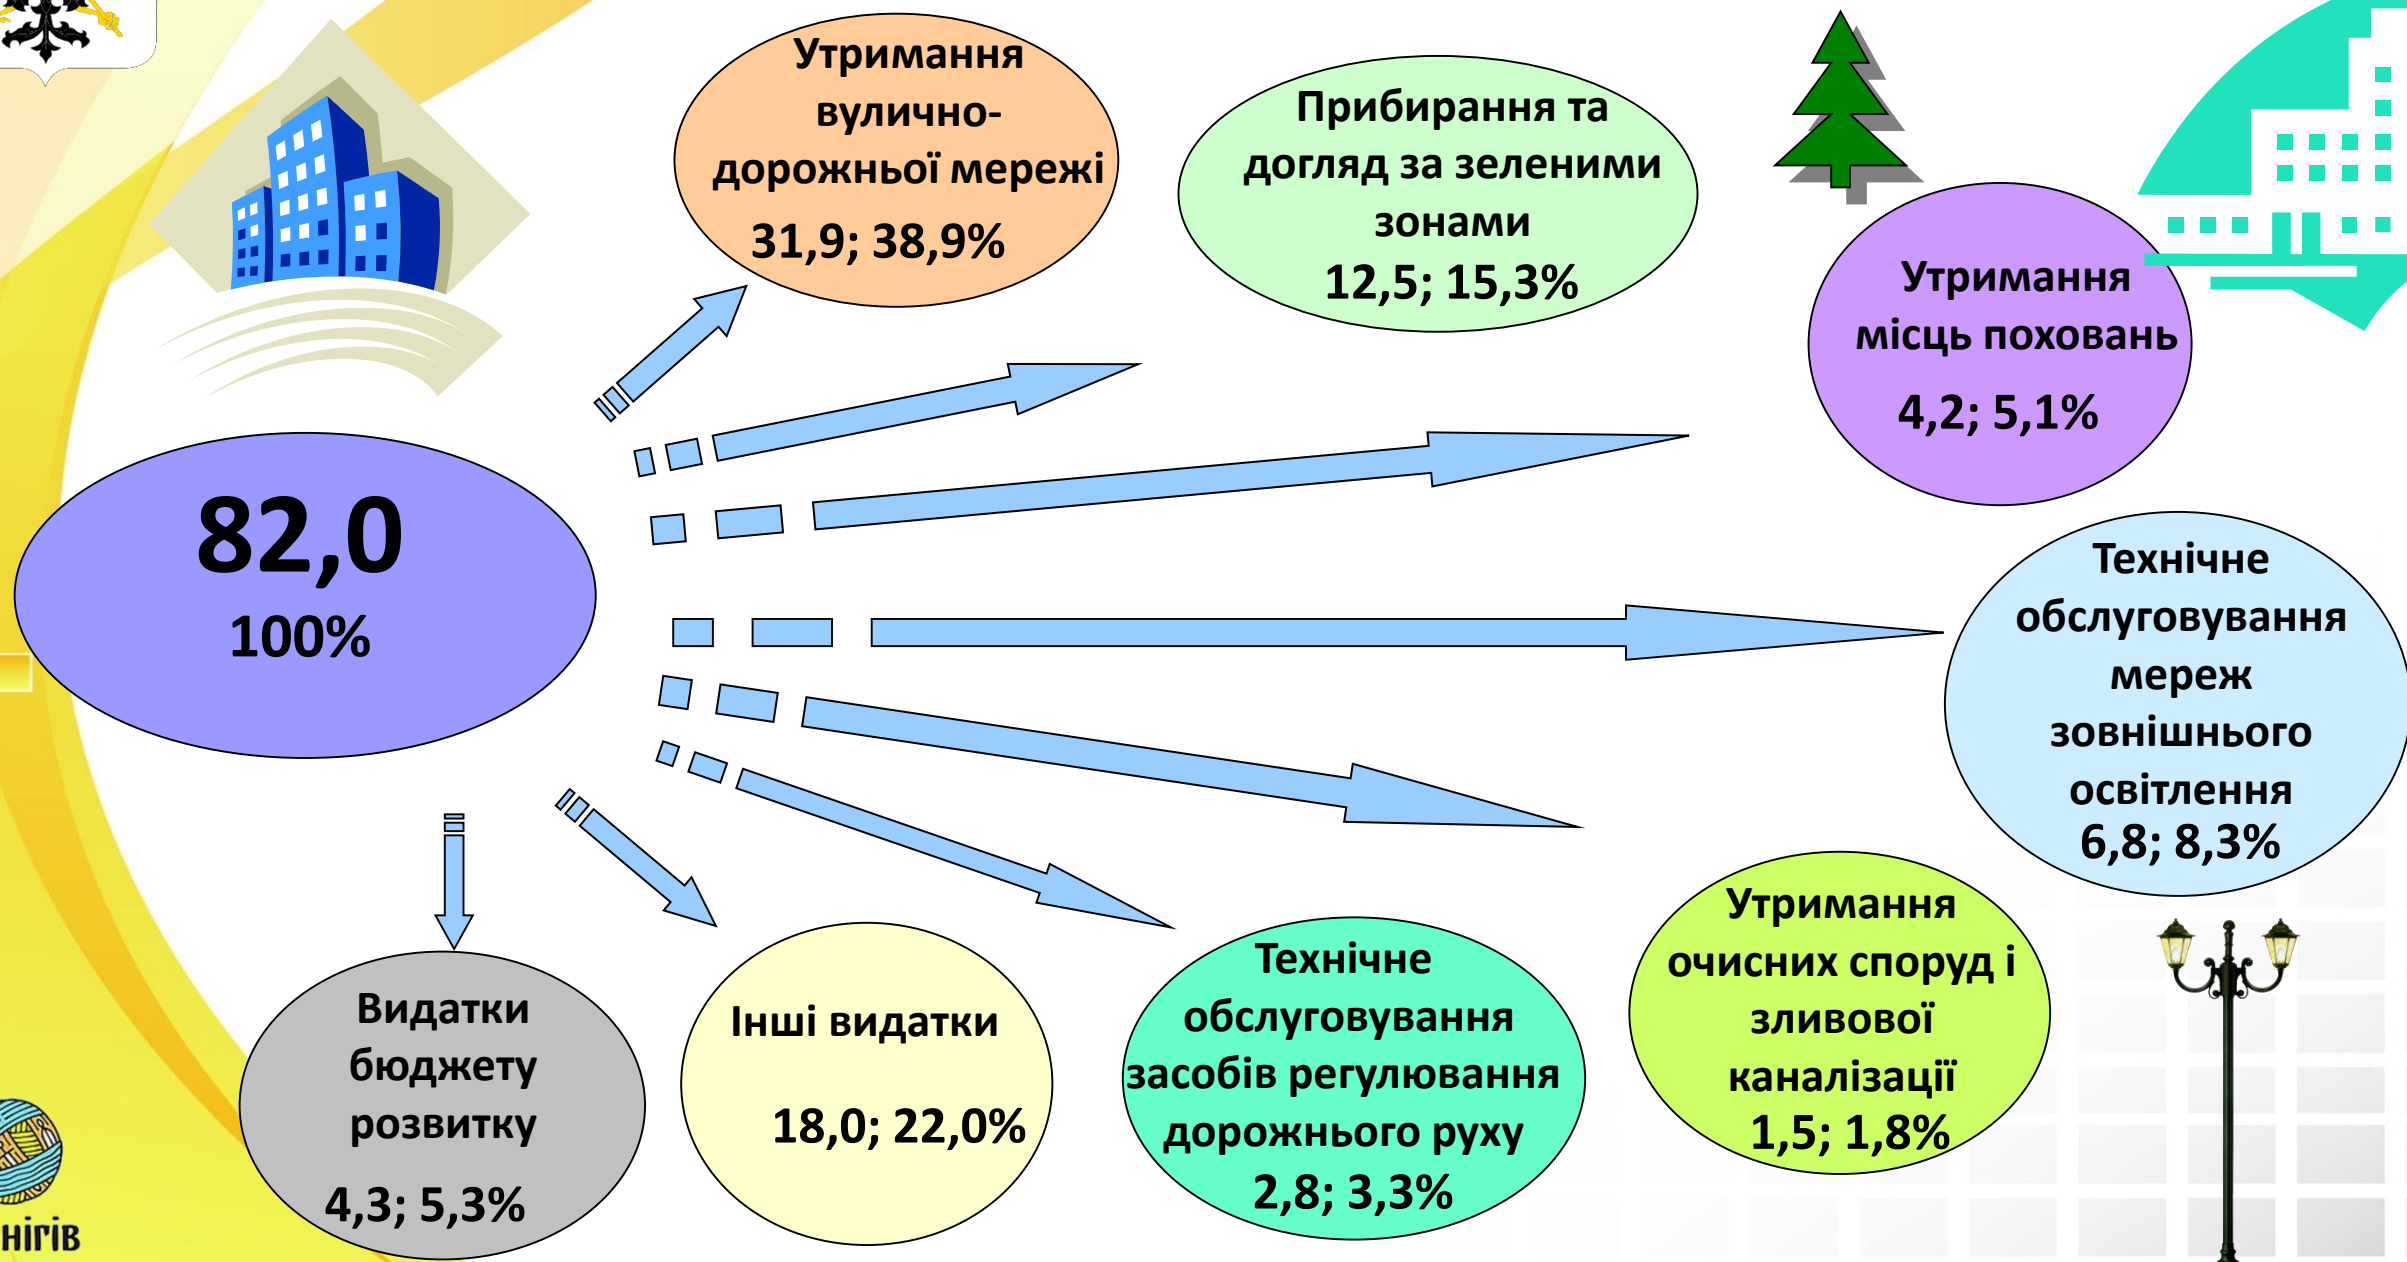 Утримання
вулично-
дорожньої мережі
31,9; 38,9%
Прибирання та
догляд за зеленими
зонами
12,5; 15,3%
Утримання
місць поховань
4,2; 5,1%
82,0
100%
Технічне
обслуговування
мереж
зовнішнього
освітлення
6,8; 8,3%
Утримання
очисних споруд і
зливової
каналізації
1,5; 1,8%
Технічне
обслуговування
засобів регулювання
дорожнього руху
2,8; 3,3%
Інші видатки
18,0; 22,0%
Видатки
бюджету
розвитку
4,3; 5,3%
нігів